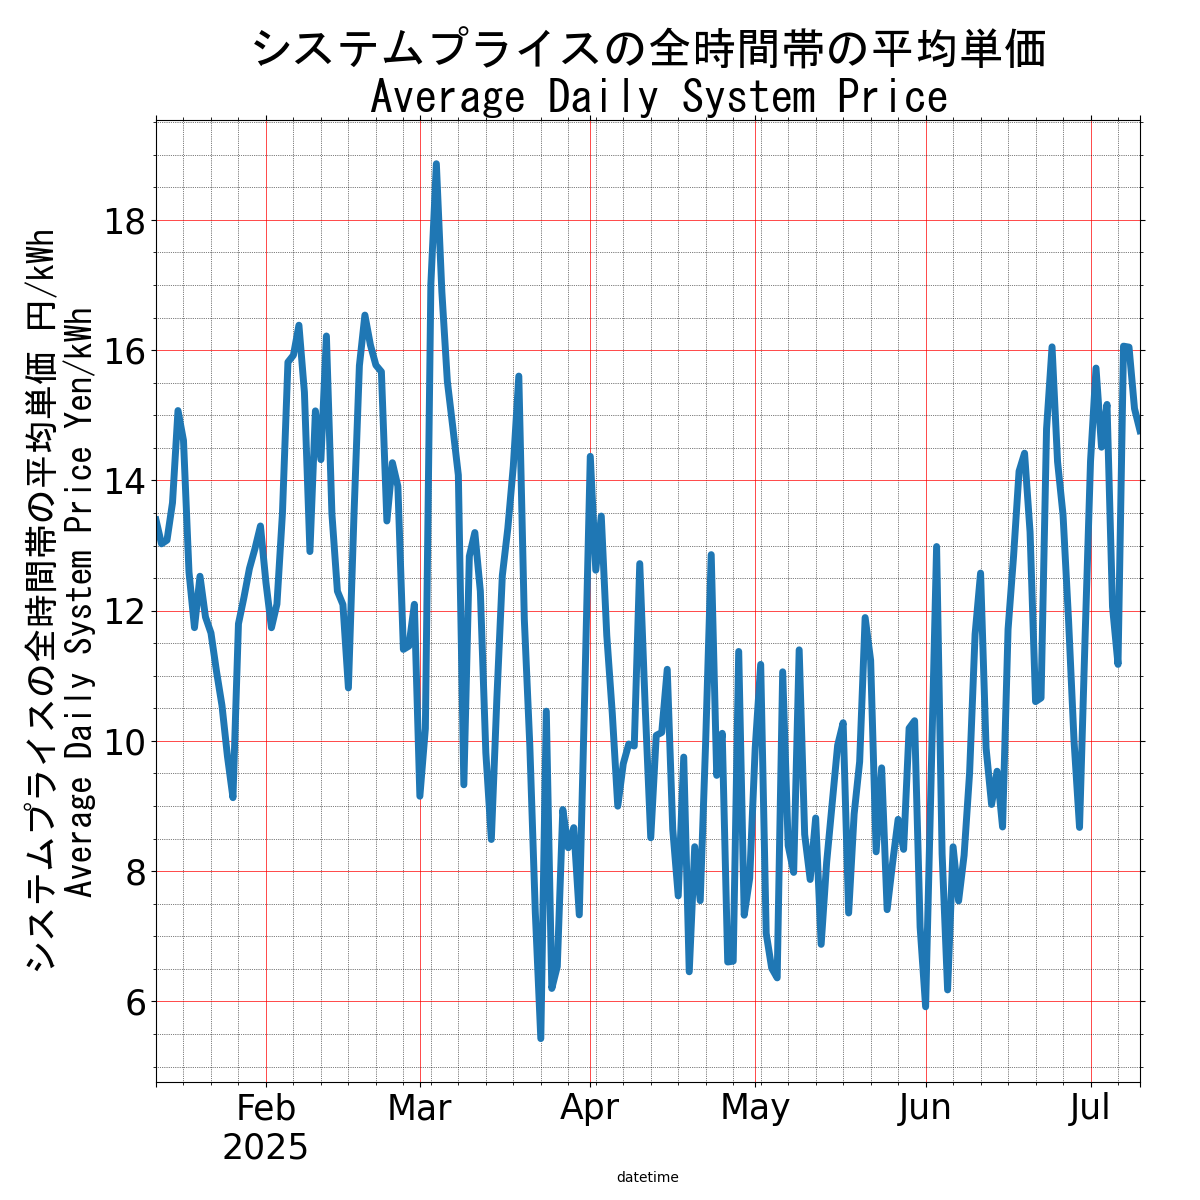 システムプライスの全時間帯の平均単価
Average Daily System Price
システムプライスの全時間帯の平均単価 円/kWh
Average Daily System Price Yen/kWh
18
16
14
12
10
8
6
Feb
2025
Mar
Apr
May
Jun
Jul
datetime